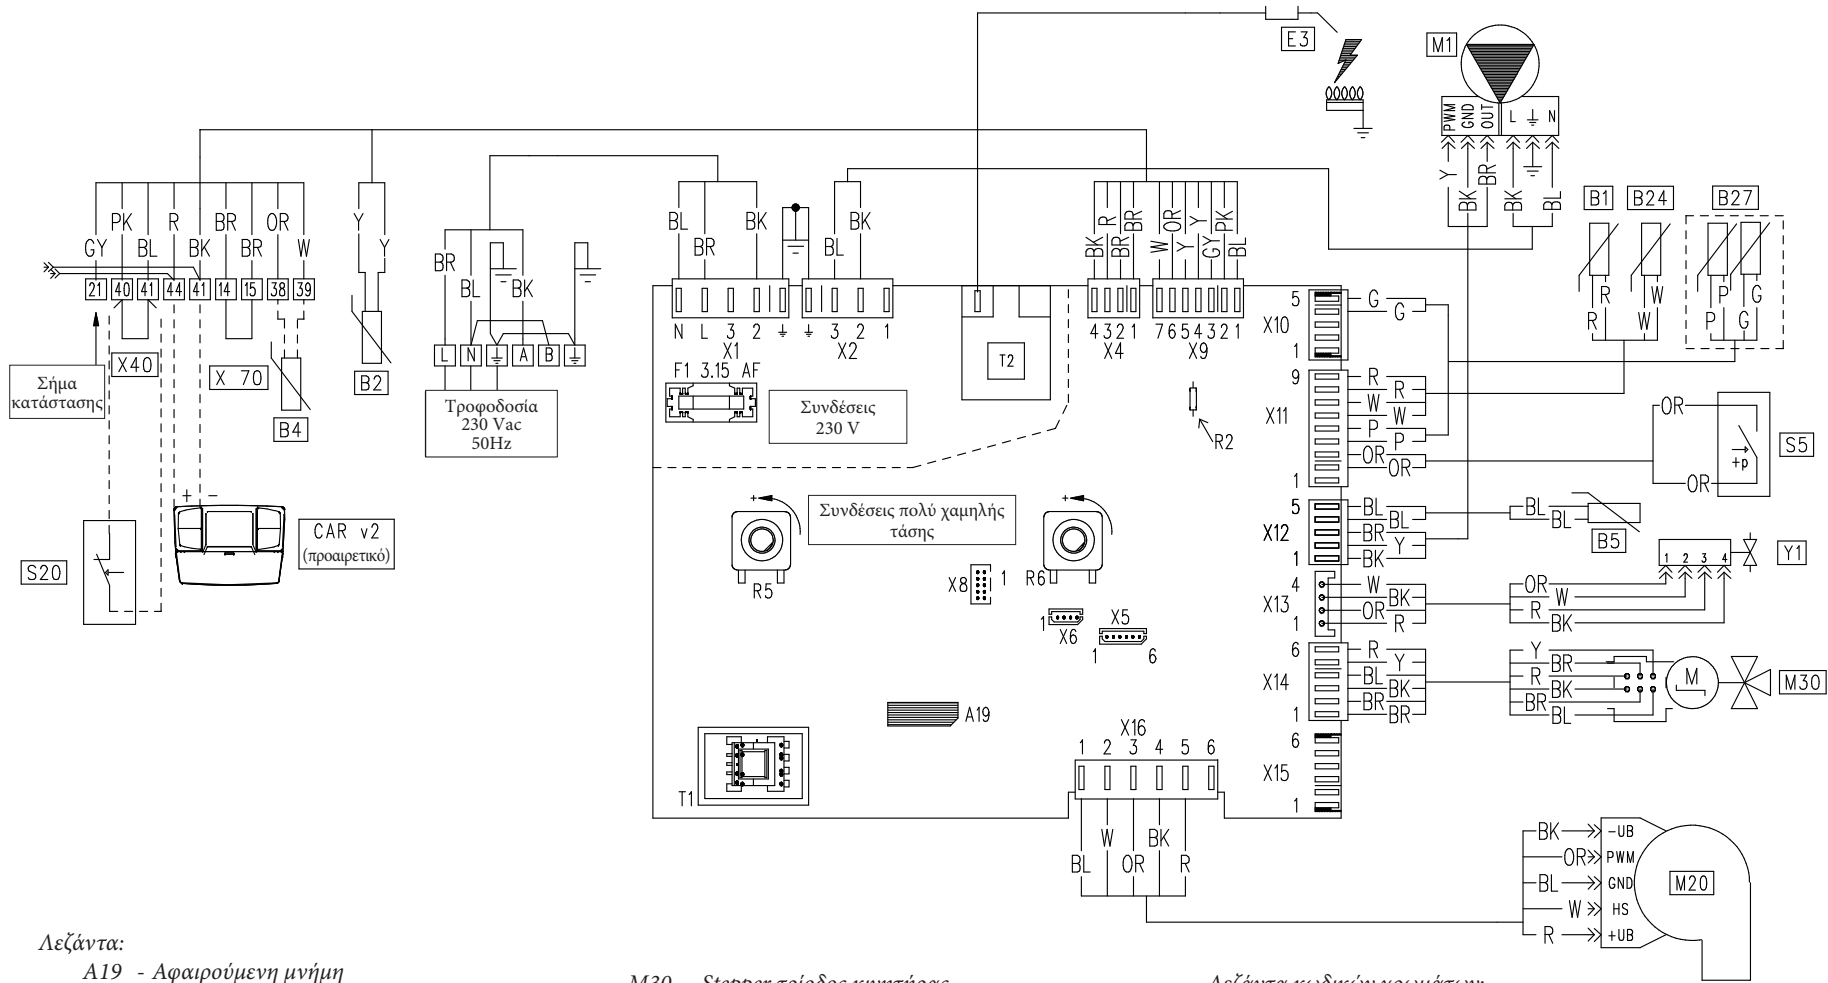 E3
M1
PWM
GND
OUT
L
N
Y
BK
BR
BK
BL
B1
B24
B27
R
R
W
W
P
P
G
G
GY
PK
BL
R
BK
BR
BR
OR
W
21
40
41
44
41
14
15
38
39
X40
X 70
B4
Σήμα
κατάστασης
Y
Y
B2
BR
BL
BK
L
N
A
B
Τροφοδοσία
230 Vac
50Hz
BL
BR
BK
BL
BK
N L 3 2
X1
3 2 1
X2
F1 3.15 AF
Συνδέσεις
230 V
T2
BK
R
BR
BR
W
OR
Y
Y
GY
PK
BL
4 3 2 1
X4
7 6 5 4 3 2 1
X9
R2
5
X10
1
G
G
9
X11
1
R
R
W
W
P
P
OR
OR
OR
OR
+p
S5
5
X12
1
BL
BL
BR
Y
BK
BL
BL
B5
4
X13
1
W
BK
OR
R
OR
W
R
BK
1 2 3 4
Y1
6
X14
1
R
Y
BL
BK
BR
BR
Y
BR
R
BK
BR
BL
M
M30
6
X15
1
+ −
CAR v2
(προαιρετικό)
S20
+
R5
Συνδέσεις πολύ χαμηλής
τάσης
+
R6
X8
1
1
X6
X5
1 6
A19
T1
X16
1 2 3 4 5 6
BL
W
OR
BK
R
BK
-UB
OR
PWM
BL
GND
W
HS
R
+UB
M20
Λεζάντα:
A19 - Αφαιρούμενη μνήμη
M30 Stepper τρίοδος κινητήρας
Λεζάντα κωδικών χρωμάτων: